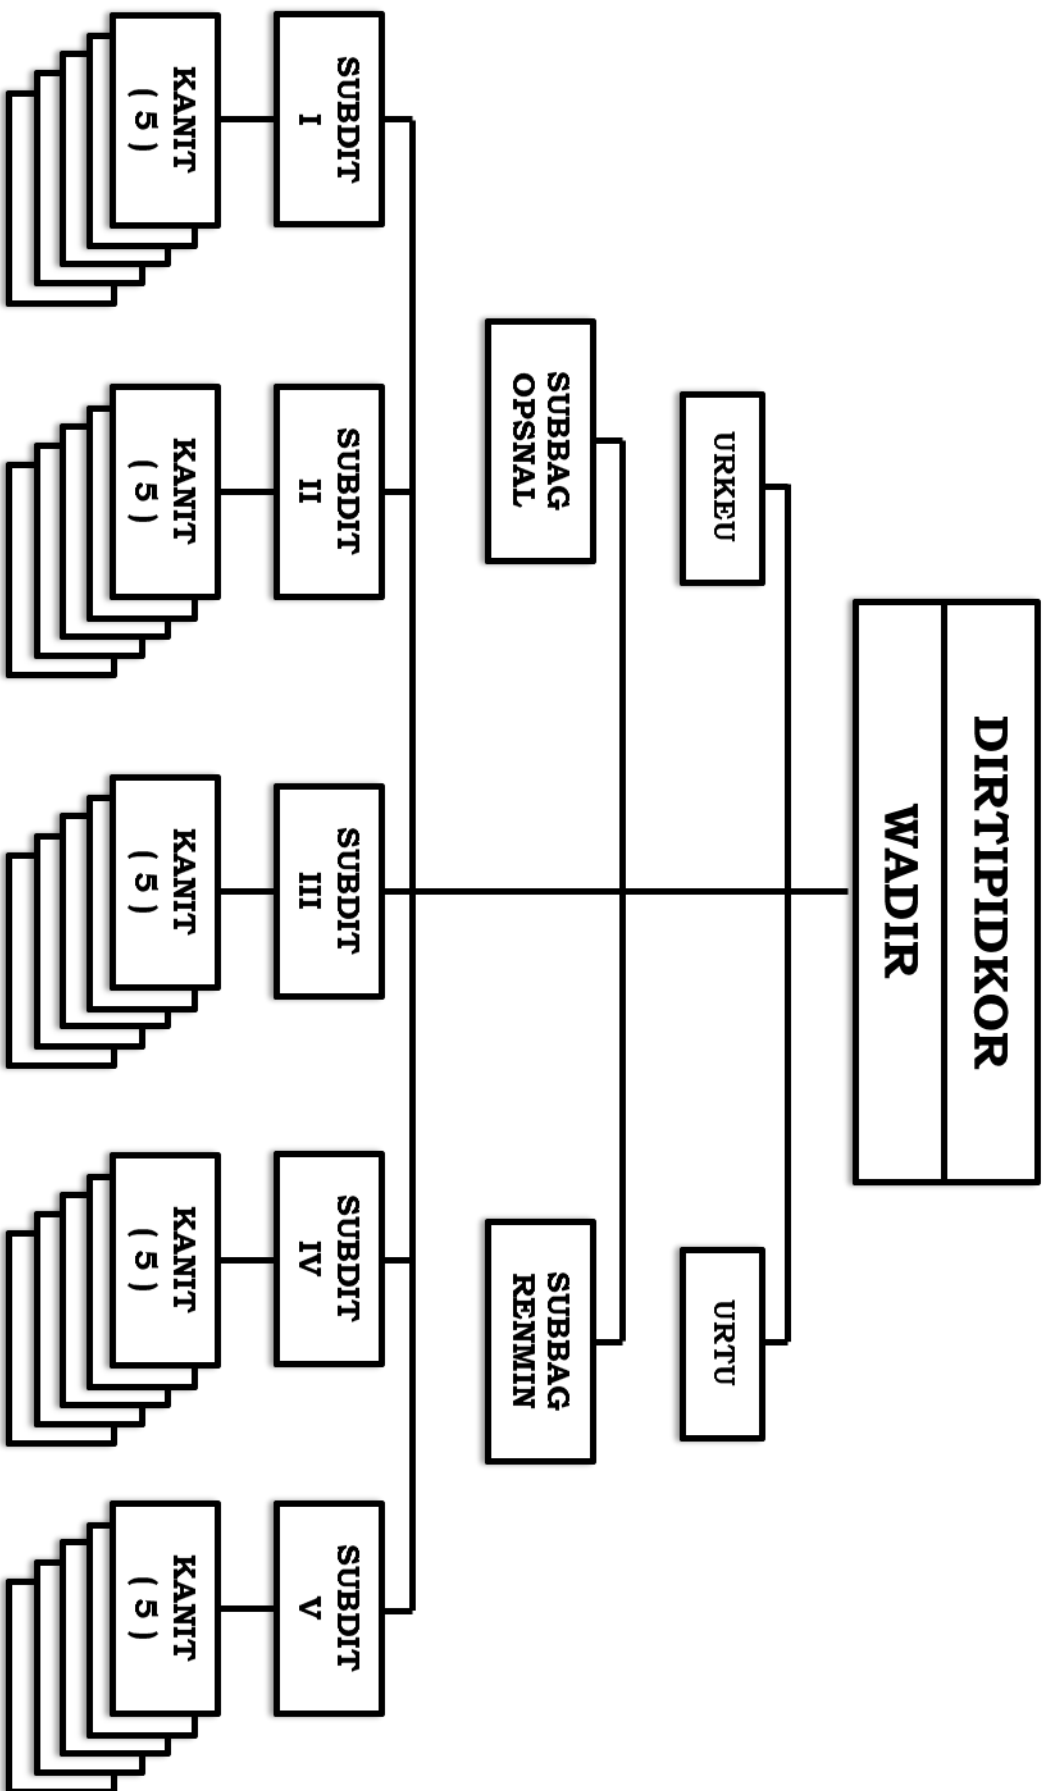 DIRTIPIDKOR
WADIR
URKEU
URTU
SUBBAG
OPSNAL
SUBBAG
RENMIN
SUBDIT
I
SUBDIT
II
SUBDIT
III
SUBDIT
IV
SUBDIT
V
KANIT
( 5 )
KANIT
( 5 )
KANIT
( 5 )
KANIT
( 5 )
KANIT
( 5 )